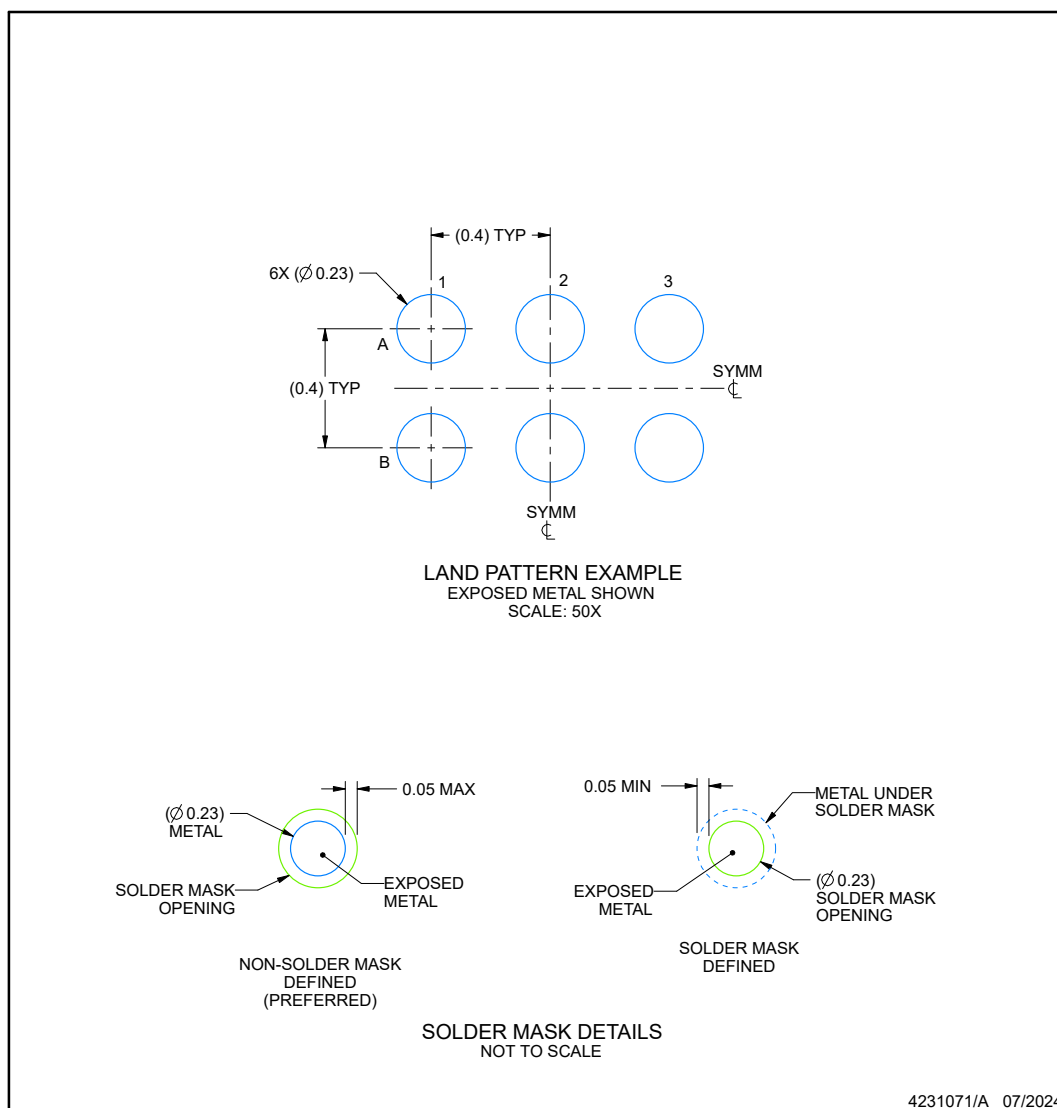 (0.4) TYP
6X (∅ 0.23)
1
2
3
A
(0.4) TYP
SYMM
℄
B
SYMM
℄
LAND PATTERN EXAMPLE
EXPOSED METAL SHOWN
SCALE: 50X
0.05 MAX
(∅ 0.23)
METAL
SOLDER MASK
OPENING
EXPOSED
METAL
NON-SOLDER MASK
DEFINED
(PREFERRED)
0.05 MIN
METAL UNDER
SOLDER MASK
EXPOSED
METAL
(∅ 0.23)
SOLDER MASK
OPENING
SOLDER MASK
DEFINED
SOLDER MASK DETAILS
NOT TO SCALE
4231071/A 07/2024